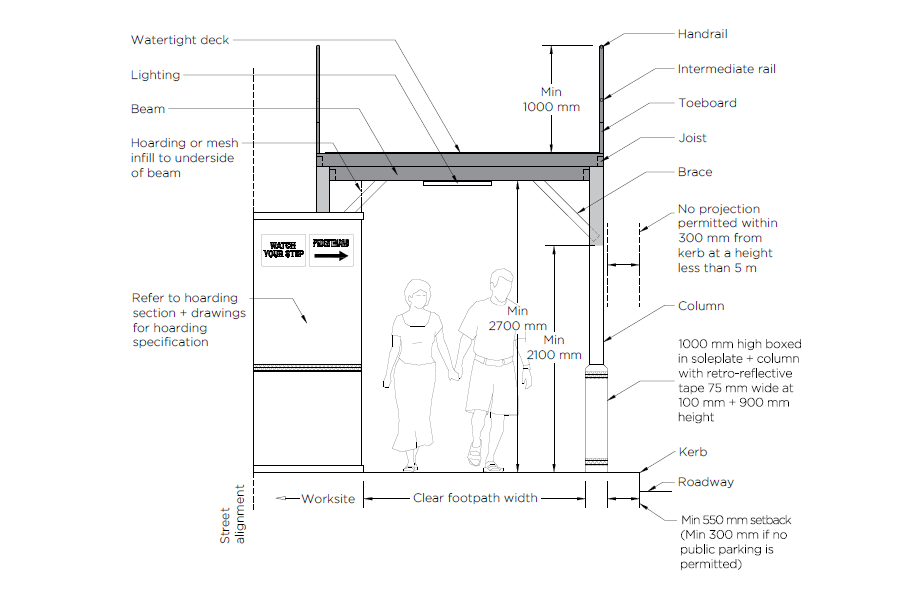 Watertight deck
Lighting
Beam
Hoarding or mesh
infill to underside
of beam
WATCH
YOUR STEP
PEDESTRIANS
Refer to hoarding
section + drawings
for hoarding
specification
Min
1000 mm
Min
2700 mm
Min
2100 mm
Handrail
Intermediate rail
Toeboard
Joist
Brace
No projection
permitted within
300 mm from
kerb at a height
less than 5 m
Column
1000 mm high boxed
in soleplate + column
with retro-reflective
tape 75 mm wide at
100 mm + 900 mm
height
Kerb
Roadway
Min 550 mm setback
(Min 300 mm if no
public parking is
permitted)
Street
alignment
Worksite
Clear footpath width